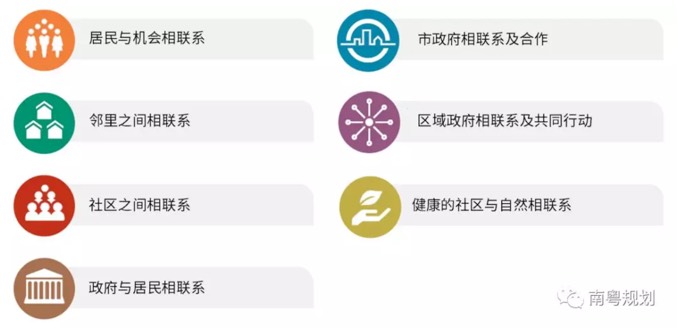 居民与机会相联系
邻里之间相联系
社区之间相联系
政府与居民相联系
市政府相联系及合作
区域政府相联系及共同行动
健康的社区与自然相联系
南粤规划